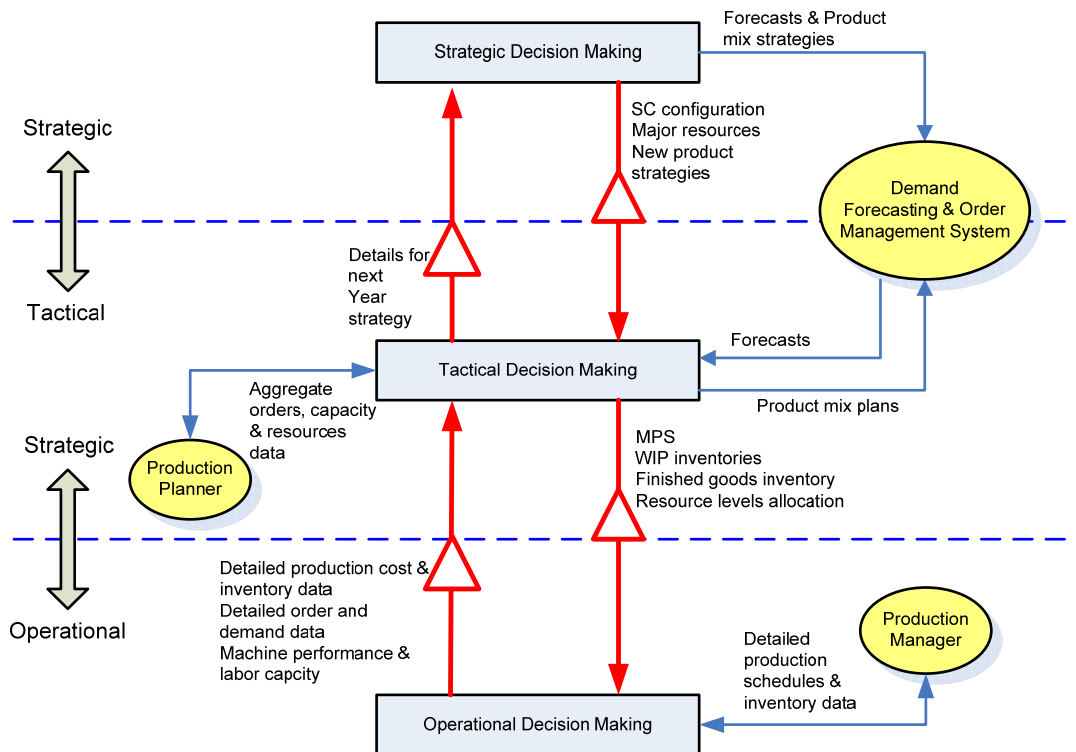 Forecasts & Product
mix strategies
Strategic Decision Making
SC configuration
Major resources
New product
strategies
Strategic
Demand
Forecasting & Order
Management System
Details for
next
Year
strategy
Tactical
Forecasts
Tactical Decision Making
Product mix plans
Aggregate
orders, capacity
& resources
data
Strategic
Production
Planner
MPS
WIP inventories
Finished goods inventory
Resource levels allocation
Detailed production cost &
inventory data
Detailed order and
demand data
Machine performance &
labor capcity
Operational
Production
Manager
Detailed
production
schedules &
inventory data
Operational Decision Making